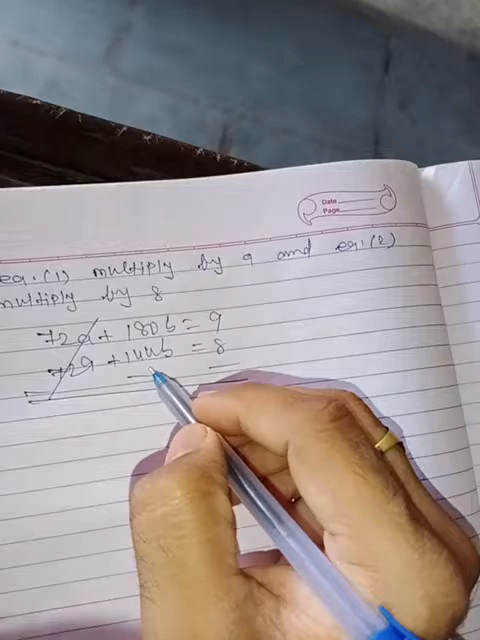 Date
Page
eq. (1) multiply by 9 and eq. (2)
multiply by 8
72a + 180b = 9
72a + 144b = 8